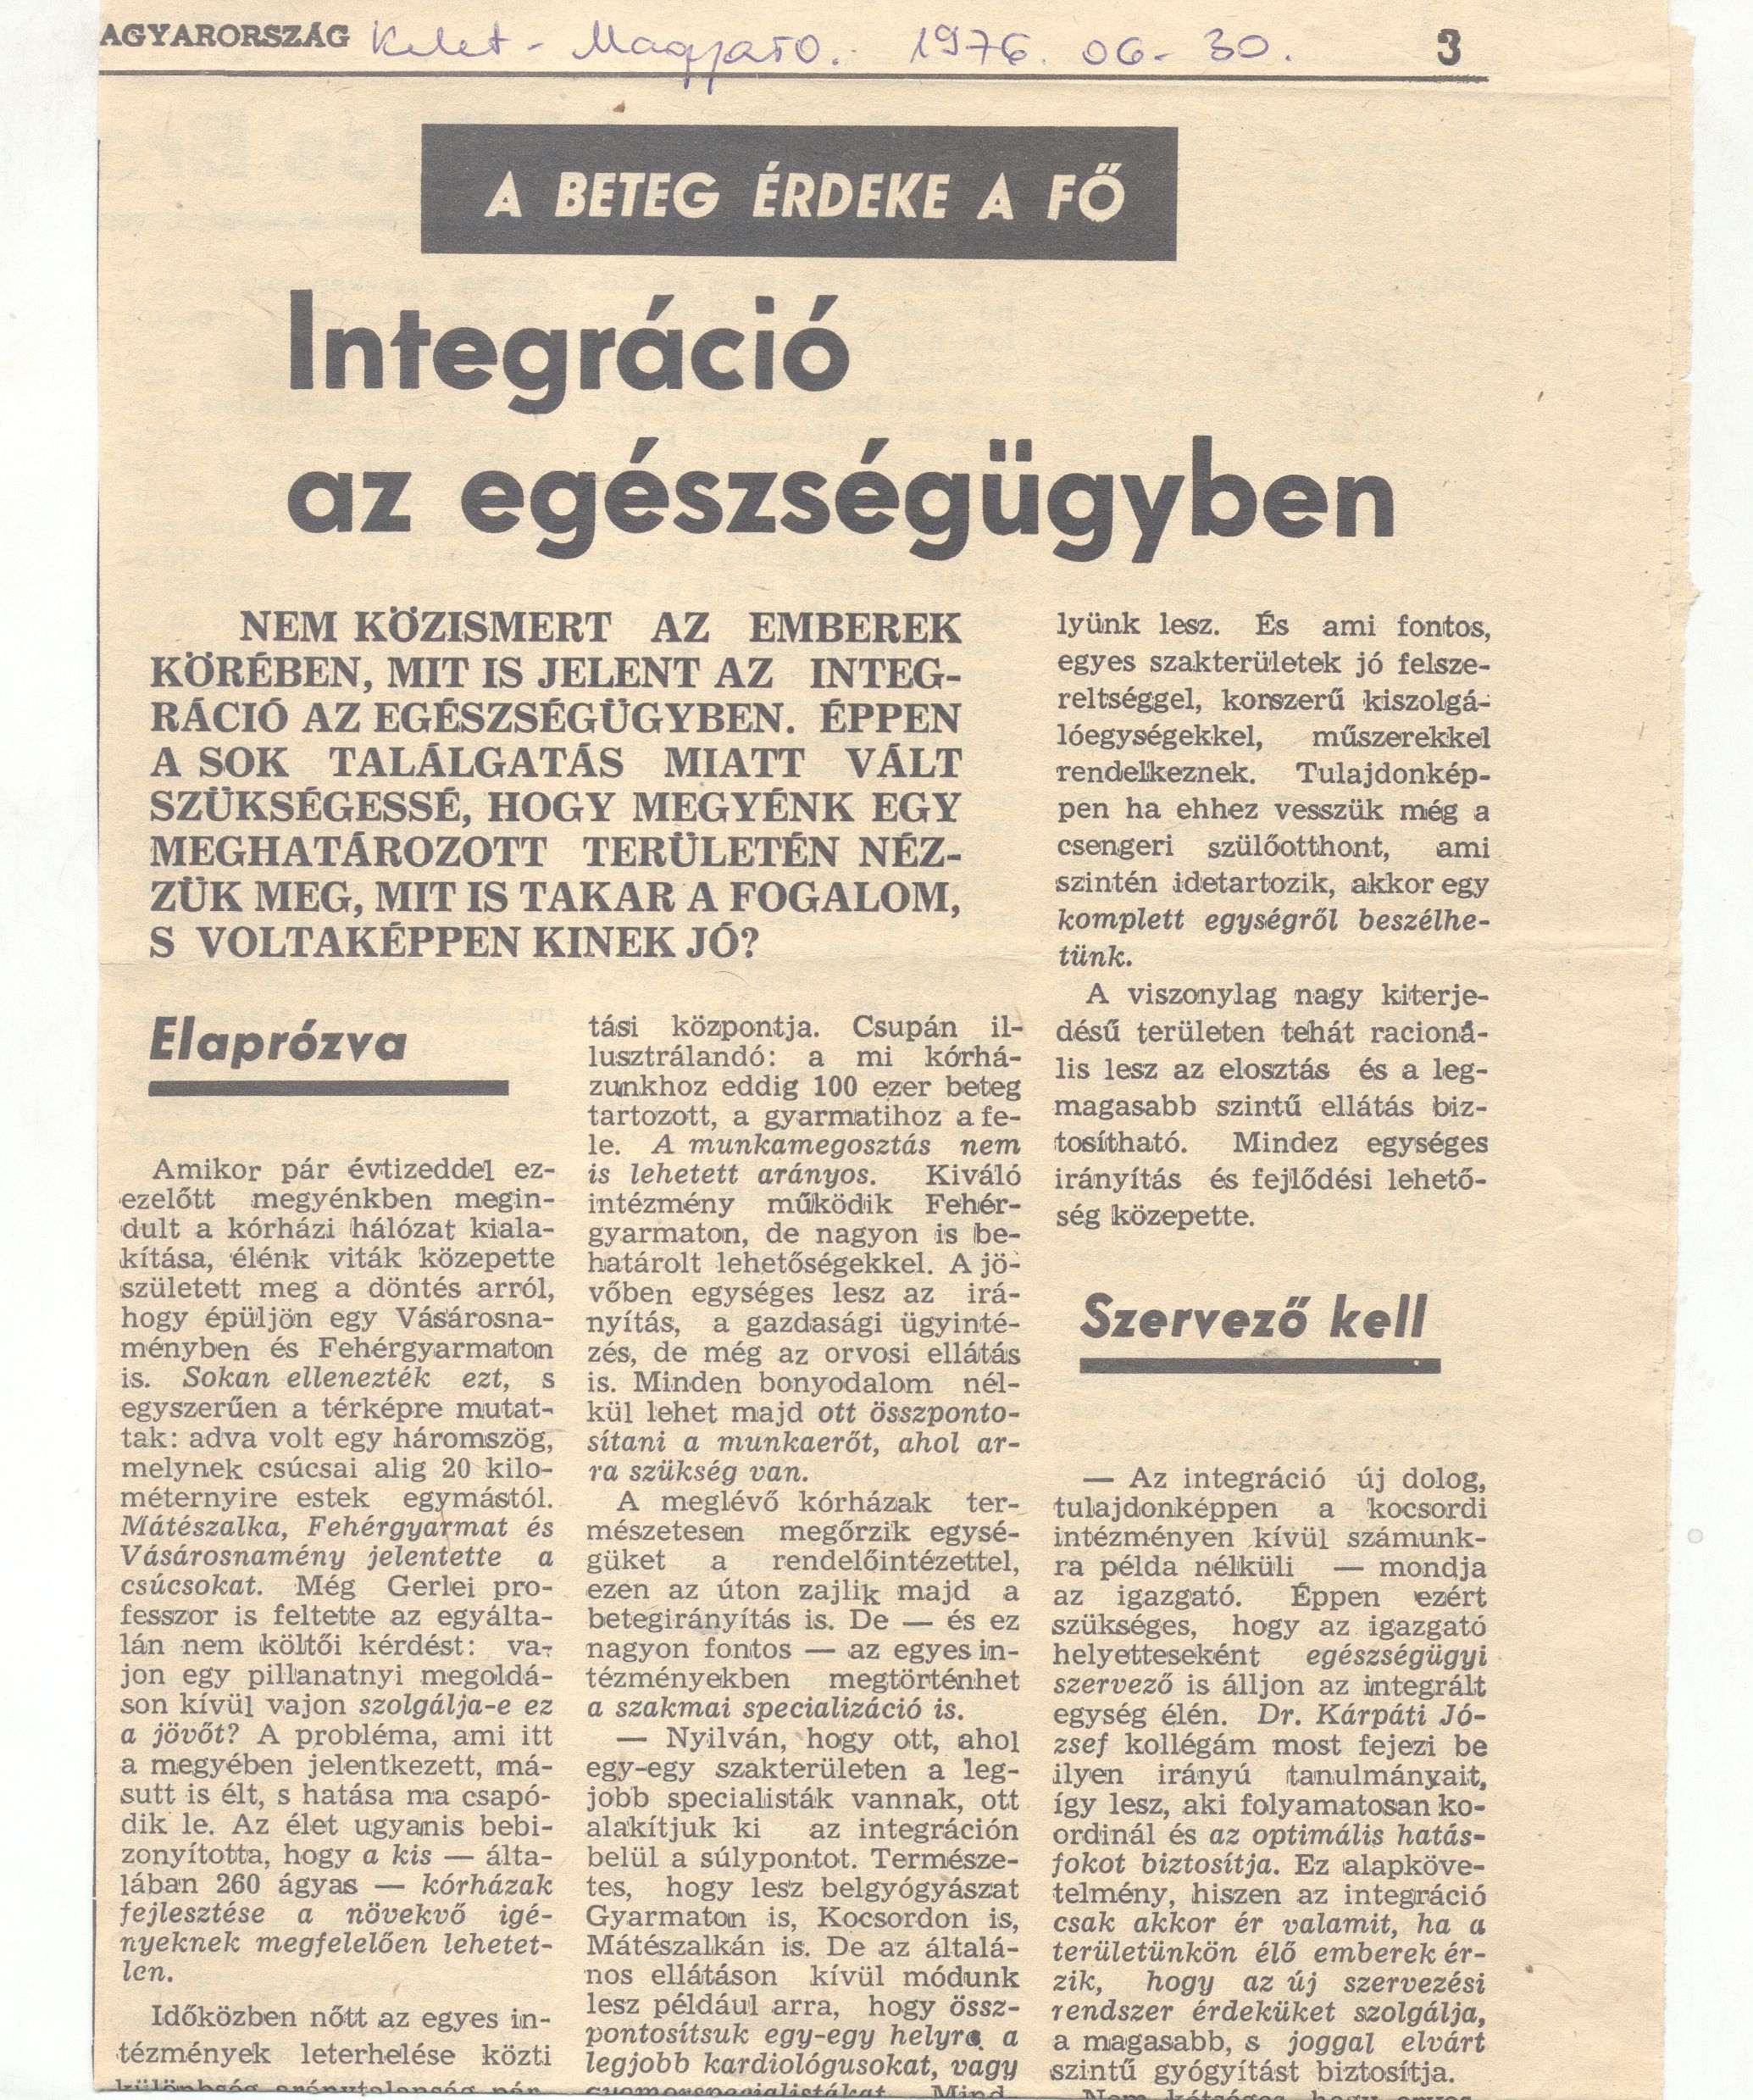 AGYARORSZÁG Kelet-Magyaro. 1976. 06-30. 3
A BETEG ÉRDEKE A FŐ
Integráció
az egészségügyben
NEM KÖZISMERT AZ EMBEREK
KÖRÉBEN, MIT IS JELENT AZ INTEG-
RÁCIÓ AZ EGÉSZSÉGÜGYBEN. ÉPPEN
A SOK TALÁLGATÁS MIATT VÁLT
SZÜKSÉGESSÉ, HOGY MEGYÉNK EGY
MEGHATÁROZOTT TERÜLETÉN NÉZ-
ZÜK MEG, MIT IS TAKAR A FOGALOM,
S VOLTAKÉPPEN KINEK JÓ?
Elaprózva
Amikor pár évtizeddel ez-
ezelőtt megyénkben megin-
dult a kórházi hálózat kiala-
kítása, élénk viták közepette
született meg a döntés arról,
hogy épüljön egy Vásárosna-
ményben és Fehérgyarmaton
is. Sokan ellenezték ezt, s
egyszerűen a térképre mutat-
tak: adva volt egy háromszög,
melynek csúcsai alig 20 kilo-
méternyire estek egymástól.
Mátészalka, Fehérgyarmat és
Vásárosnamény jelentette a
csúcsokat. Még Gerlei pro-
fesszor is feltette az egyálta-
lán nem költői kérdést: va-
jon egy pillanatnyi megoldá-
son kívül vajon szolgálja-e ez
a jövőt? A probléma, ami itt
a megyében jelentkezett, má-
sutt is élt, s hatása ma csapó-
dik le. Az élet ugyanis bebi-
zonyította, hogy a kis — álta-
lában 260 ágyas — kórházak
fejlesztése a növekvő igé-
nyeknek megfelelően lehetet-
len.
Időközben nőtt az egyes in-
tézmények leterhelése közti
különbség aránytalanság pár
tási központja. Csupán il-
lusztrálandó: a mi kórhá-
zunkhoz eddig 100 ezer beteg
tartozott, a gyarmatihoz a fe-
le. A munkamegosztás nem
is lehetett arányos. Kiváló
intézmény működik Fehér-
gyarmaton, de nagyon is be-
határolt lehetőségekkel. A jö-
vőben egységes lesz az irá-
nyítás, a gazdasági ügyinté-
zés, de még az orvosi ellátás
is. Minden bonyodalom nél-
kül lehet majd ott összponto-
sítani a munkaerőt, ahol ar-
ra szükség van.
A meglévő kórházak ter-
mészetesen megőrzik egysé-
güket a rendelőintézettel,
ezen az úton zajlik majd a
betegirányítás is. De — és ez
nagyon fontos — az egyes in-
tézményekben megtörténhet
a szakmai specializáció is.
— Nyilván, hogy ott, ahol
egy-egy szakterületen a leg-
jobb specialisták vannak, ott
alakítjuk ki az integráción
belül a súlypontot. Természe-
tes, hogy lesz belgyógyászat
Gyarmaton is, Kocsordon is,
Mátészalkán is. De az általá-
nos ellátáson kívül módunk
lesz például arra, hogy össz-
pontosítsuk egy-egy helyre a
legjobb kardiológusokat, vagy
gyomorspecialistákat. Mind
lyünk lesz. És ami fontos,
egyes szakterületek jó felsze-
reltséggel, korszerű kiszolgá-
lóegységekkel, műszerekkel
rendelkeznek. Tulajdonkép-
pen ha ehhez vesszük még a
csengeri szülőotthont, ami
szintén idetartozik, akkor egy
komplett egységről beszélhe-
tünk.
A viszonylag nagy kiterje-
désű területen tehát racioná-
lis lesz az elosztás és a leg-
magasabb szintű ellátás biz-
tosítható. Mindez egységes
irányítás és fejlődési lehető-
ség közepette.
Szervező kell
— Az integráció új dolog,
tulajdonképpen a kocsordi
intézményen kívül számunk-
ra példa nélküli — mondja
az igazgató. Éppen ezért
szükséges, hogy az igazgató
helyetteseként egészségügyi
szervező is álljon az integrált
egység élén. Dr. Kárpáti Jó-
zsef kollégám most fejezi be
ilyen irányú tanulmányait,
így lesz, aki folyamatosan ko-
ordinál és az optimális hatás-
fokot biztosítja. Ez alapköve-
telmény, hiszen az integráció
csak akkor ér valamit, ha a
területünkön élő emberek ér-
zik, hogy az új szervezési
rendszer érdeküket szolgálja,
a magasabb, s joggal elvárt
szintű gyógyítást biztosítja.
Nem kétséges, hogy egyes